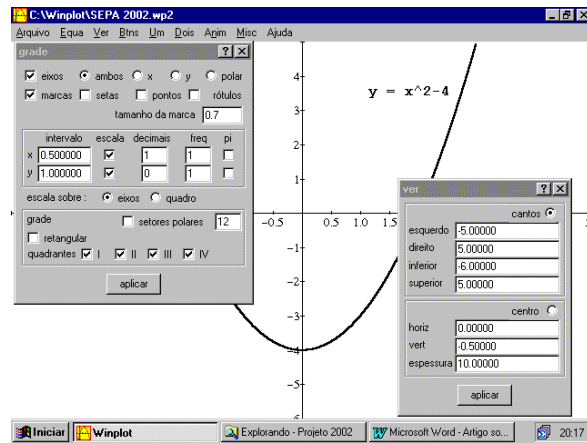 C:\Winplot\SEPA 2002.wp2
Arquivo Equa Ver Btns Um Dois Anim Misc Ajuda
grade
eixos ambos x y polar
marcas setas pontos rótulos
tamanho da marca 0.7
intervalo escala decimais freq pi
x 0.500000 1 1
y 1.000000 0 1
escala sobre : eixos quadro
grade setores polares 12
retangular
quadrantes I II III IV
aplicar
y = x^2-4
4
3
-0.5
0.5
1.0
1.5
-1
-2
-3
-4
-5
-6
ver
cantos
esquerdo -5.00000
direito 5.00000
inferior -6.00000
superior 5.00000
centro
horiz 0.00000
vert -0.50000
espessura 10.00000
aplicar
Iniciar Winplot Explorando - Projeto 2002 Microsoft Word - Artigo so... 20:17